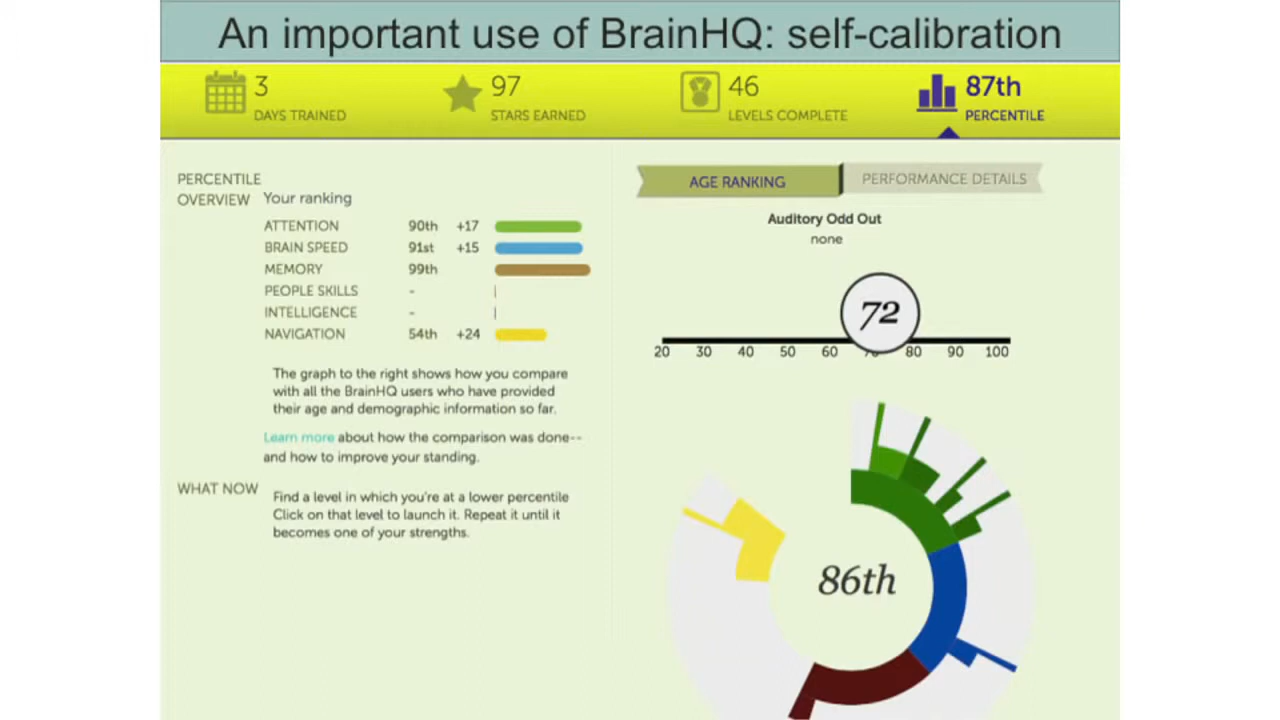 An important use of BrainHQ: self-calibration
3
DAYS TRAINED
97
STARS EARNED
46
LEVELS COMPLETE
87th
PERCENTILE
PERCENTILE
OVERVIEW
Your ranking
ATTENTION 90th +17
BRAIN SPEED 91st +15
MEMORY 99th
PEOPLE SKILLS -
INTELLIGENCE -
NAVIGATION 54th +24
The graph to the right shows how you compare
with all the BrainHQ users who have provided
their age and demographic information so far.
Learn more about how the comparison was done--
and how to improve your standing.
WHAT NOW
Find a level in which you're at a lower percentile
Click on that level to launch it. Repeat it until it
becomes one of your strengths.
AGE RANKING
PERFORMANCE DETAILS
Auditory Odd Out
none
72
20 30 40 50 60 80 90 100
86th